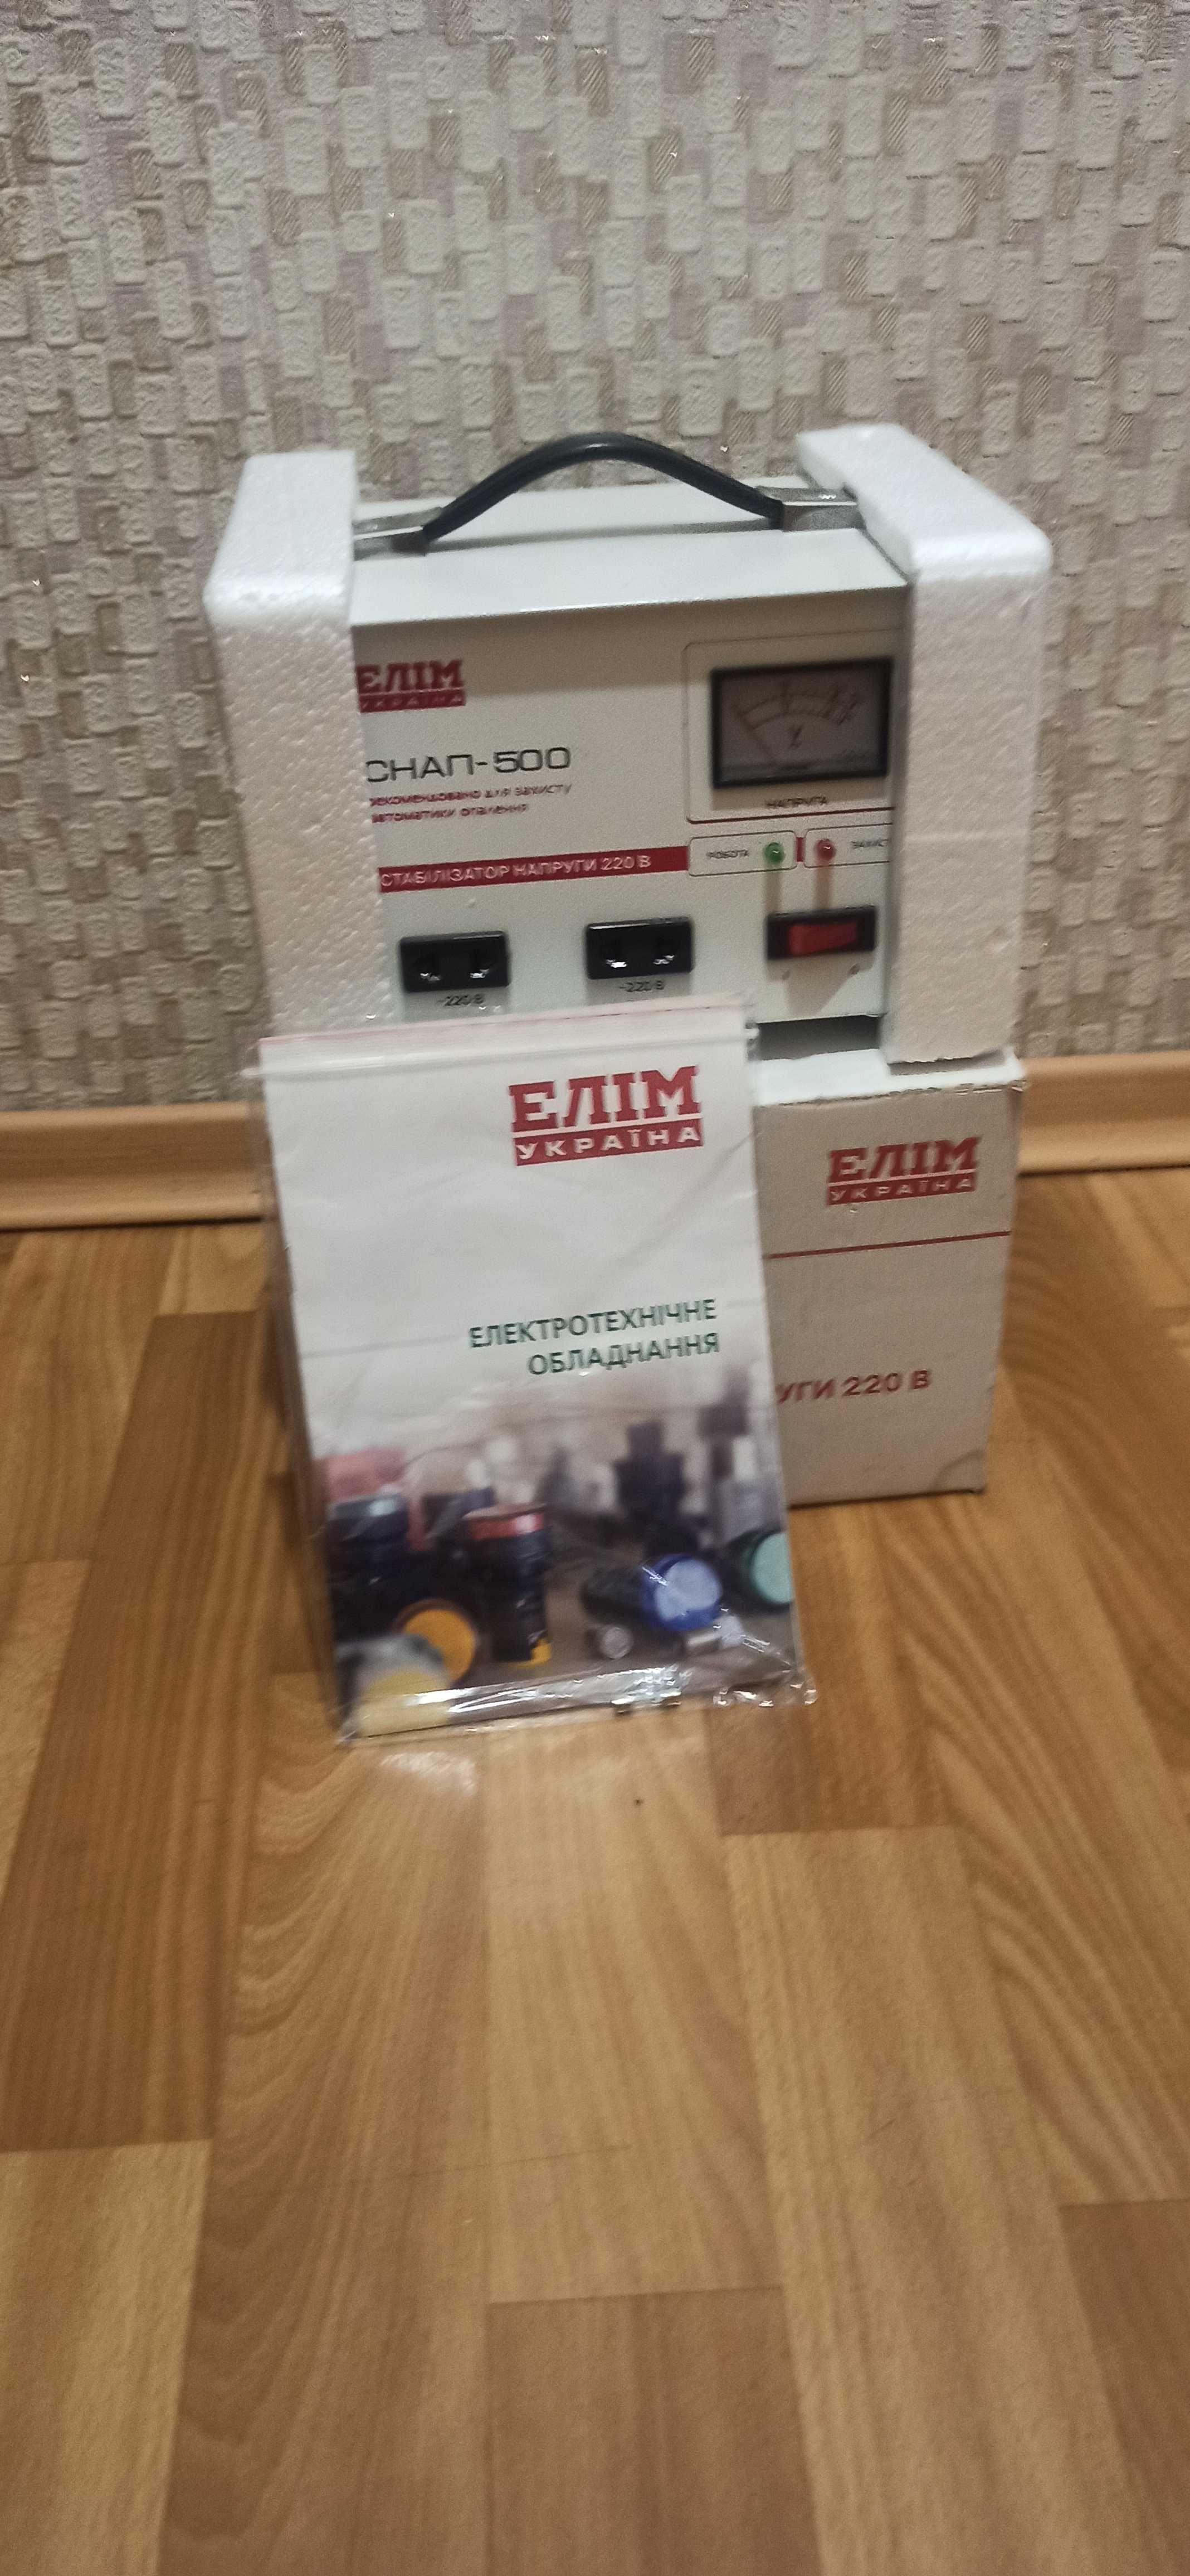 ЕЛІМ
УКРАЇНА
СНАП-500
рекомендовано для захисту
автоматики опалення
НАПРУГА
РОБОТА
ЗАХИСТ
СТАБІЛІЗАТОР НАПРУГИ 220 В
~220 В
~220 В
ЕЛІМ
УКРАЇНА
ЕЛЕКТРОТЕХНІЧНЕ
ОБЛАДНАННЯ
ЕЛІМ
УКРАЇНА
УГИ 220 В